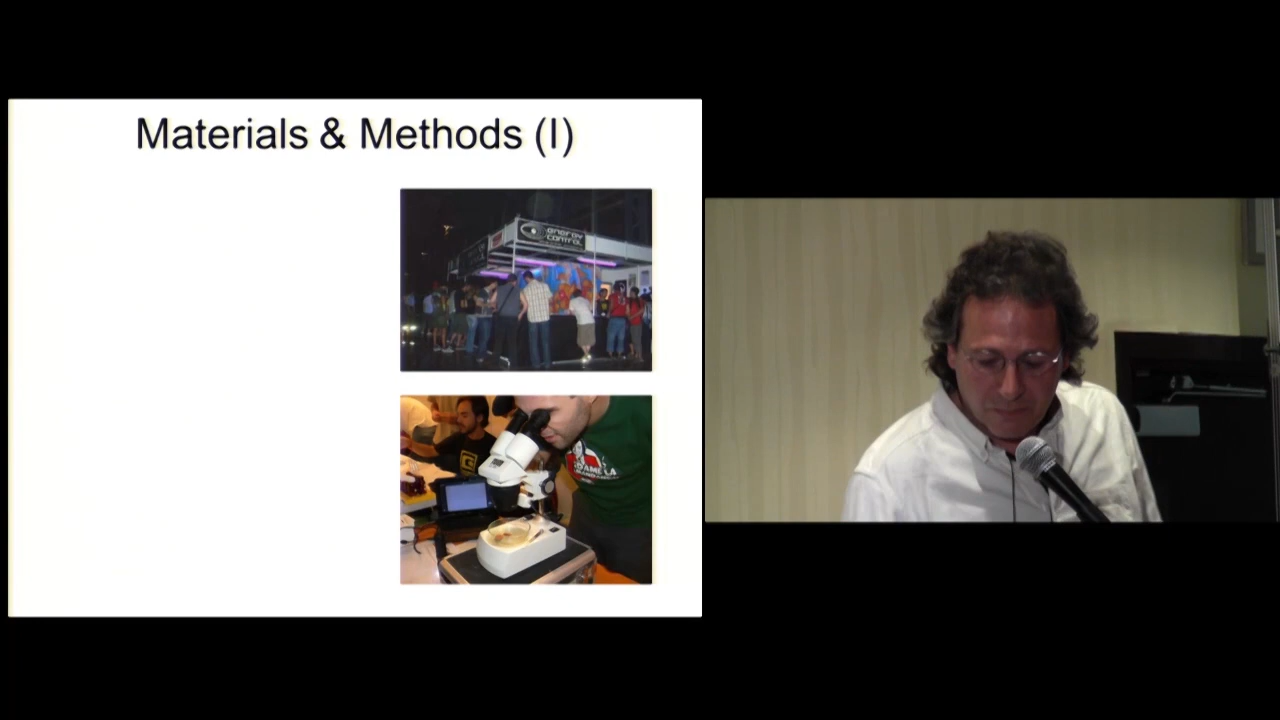 Materials & Methods (I)
energy
control